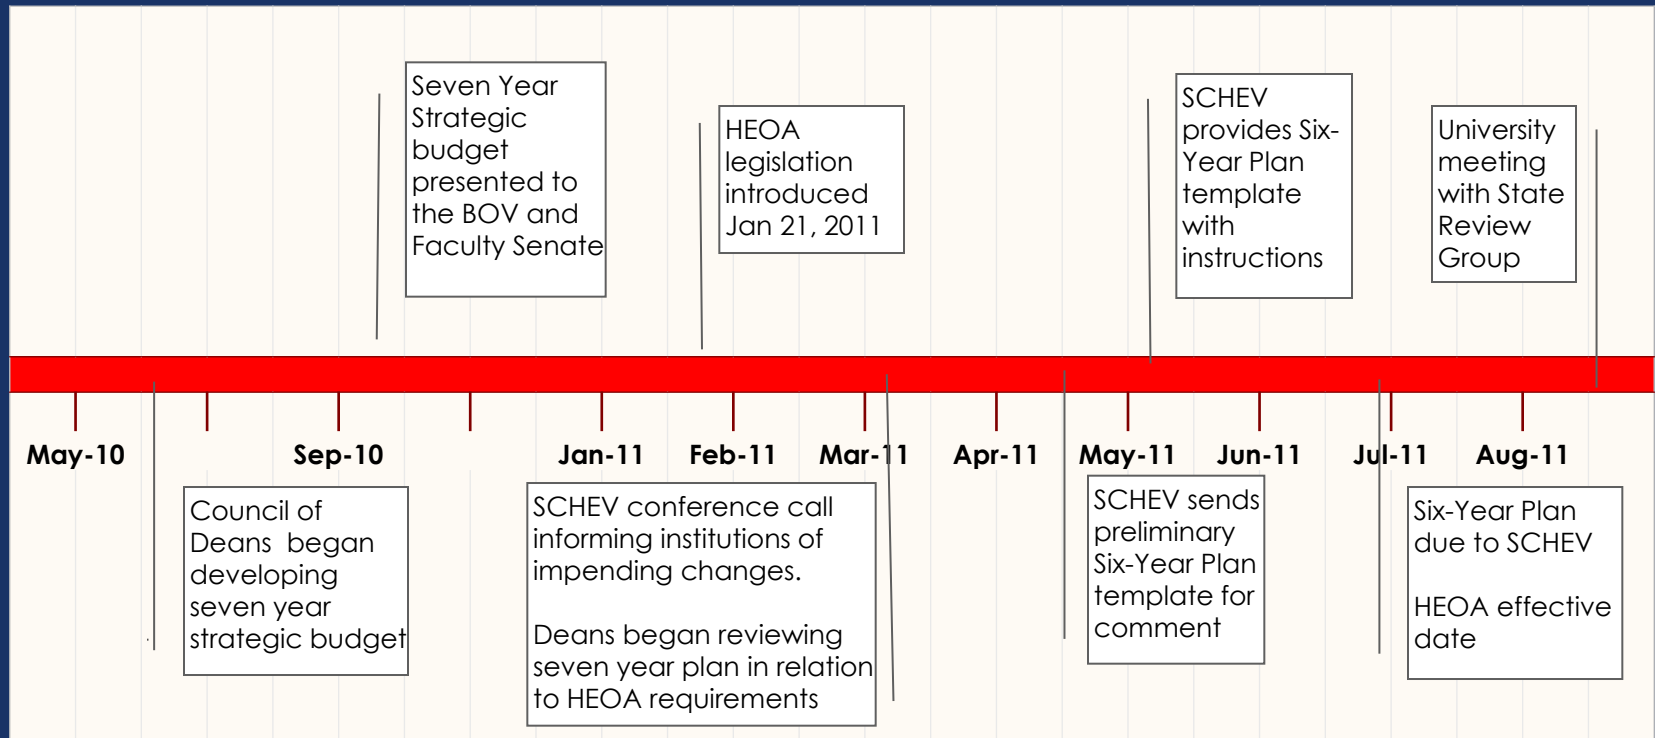 Seven Year
Strategic
budget
presented to
the BOV and
Faculty Senate
HEOA
legislation
introduced
Jan 21, 2011
SCHEV
provides Six-
Year Plan
template
with
instructions
University
meeting
with State
Review
Group
May-10
Sep-10
Jan-11
Feb-11
Mar-11
Apr-11
May-11
Jun-11
Jul-11
Aug-11
Council of
Deans began
developing
seven year
strategic budget
SCHEV conference call
informing institutions of
impending changes.
Deans began reviewing
seven year plan in relation
to HEOA requirements
SCHEV sends
preliminary
Six-Year Plan
template for
comment
Six-Year Plan
due to SCHEV
HEOA effective
date